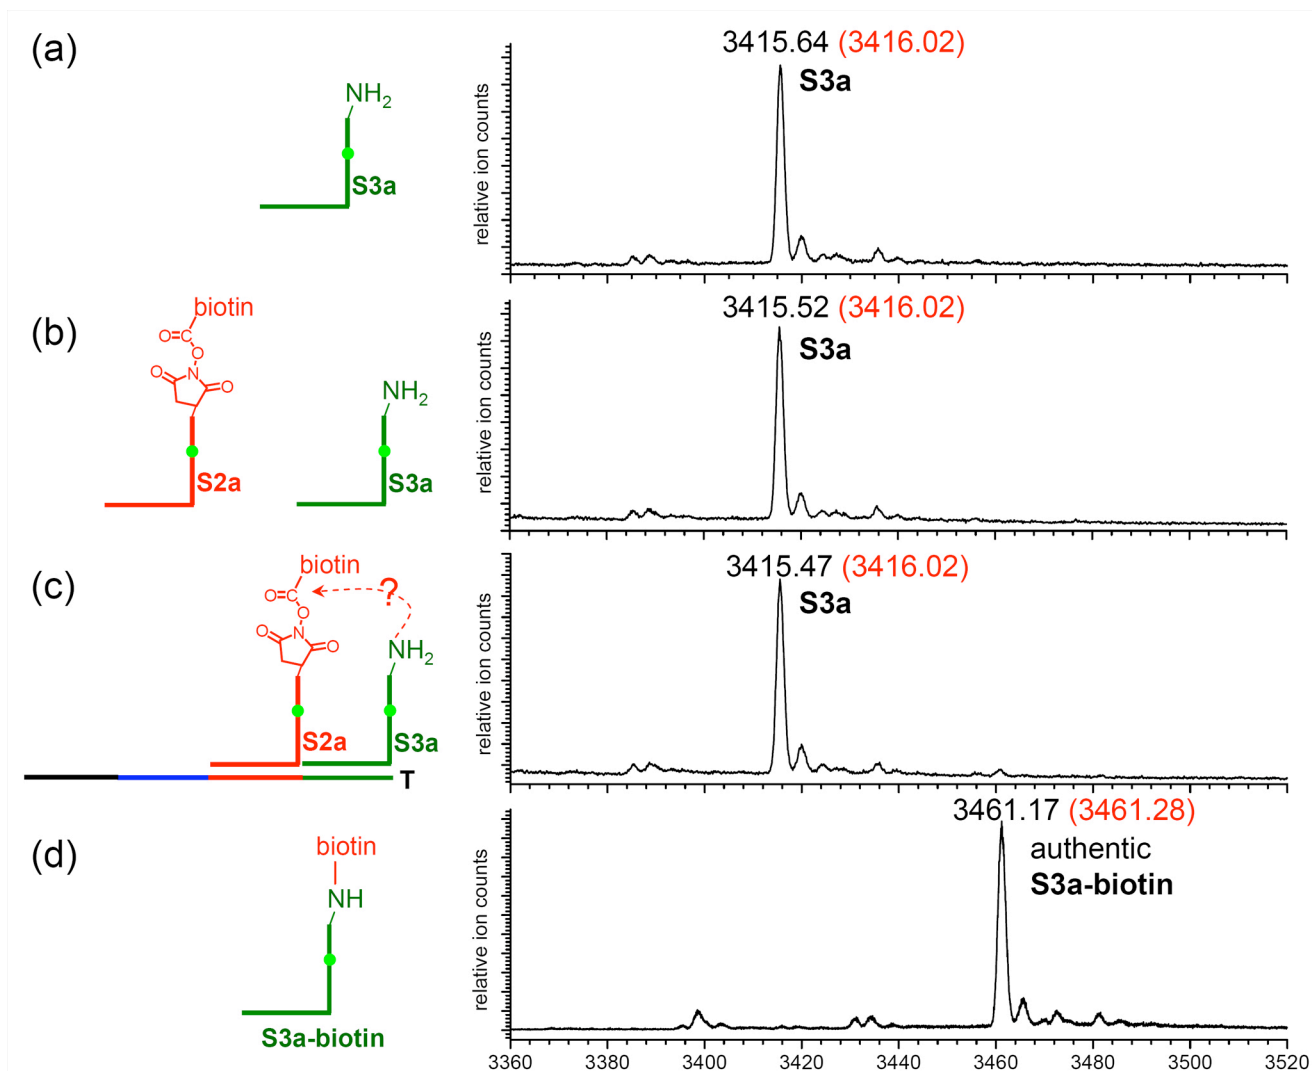 (a)
NH2
S3a
relative ion counts
3415.64 (3416.02)
S3a
(b)
biotin
O=C
O
N
O
O
S2a
NH2
S3a
relative ion counts
3415.52 (3416.02)
S3a
(c)
biotin
O=C
O
N
O
O
?
NH2
S2a
S3a
T
relative ion counts
3415.47 (3416.02)
S3a
(d)
biotin
NH
S3a-biotin
relative ion counts
3461.17 (3461.28)
authentic
S3a-biotin
3360 3380 3400 3420 3440 3460 3480 3500 3520